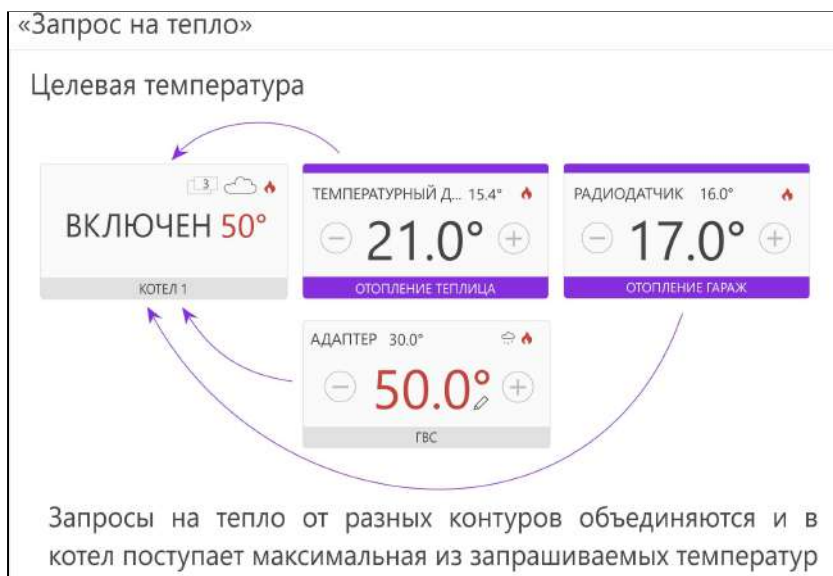 «Запрос на тепло»
Целевая температура
3
ВКЛЮЧЕН 50°
КОТЕЛ 1
ТЕМПЕРАТУРНЫЙ Д... 15.4°
21.0°
ОТОПЛЕНИЕ ТЕПЛИЦА
РАДИОДАТЧИК 16.0°
17.0°
ОТОПЛЕНИЕ ГАРАЖ
АДАПТЕР 30.0°
50.0°
ГВС
Запросы на тепло от разных контуров объединяются и в
котел поступает максимальная из запрашиваемых температур